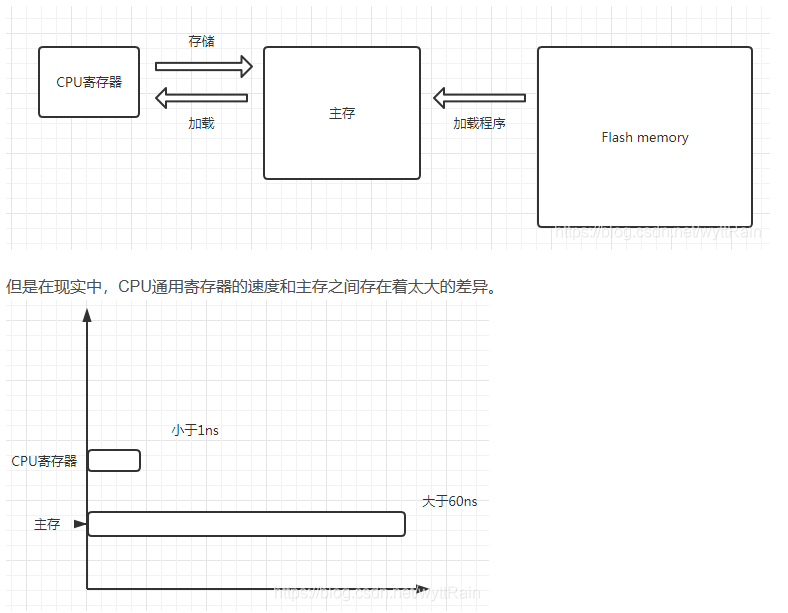 存储
CPU寄存器
加载
主存
加载程序
Flash memory
https://blog.csdn.net/wyttRain
但是在现实中，CPU通用寄存器的速度和主存之间存在着太大的差异。
小于1ns
CPU寄存器
大于60ns
主存
https://blog.csdn.net/wyttRain